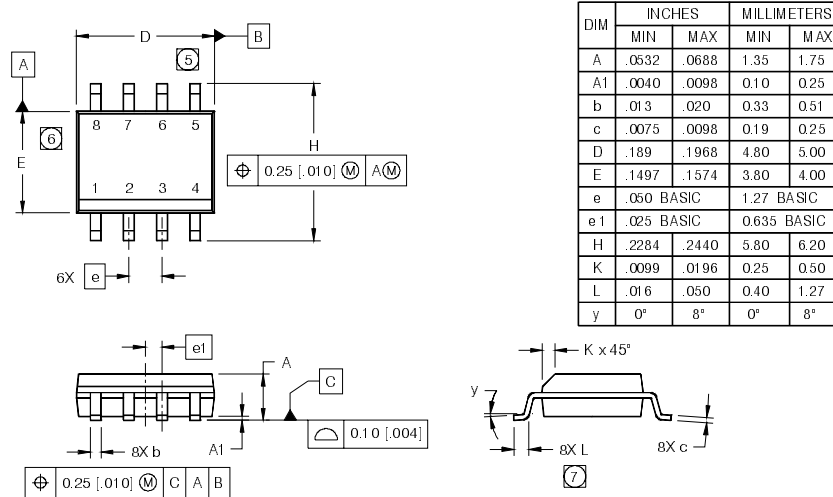 D
B
5
A
8 7 6 5
6
E
H
0.25 [.010] M A M
1 2 3 4
6X e
e1
A
C
A1
0.10 [.004]
8X b
0.25 [.010] M C A B
K x 45°
y
8X L
8X c
7
DIM INCHES MILLIMETERS
MIN MAX MIN MAX
A .0532 .0688 1.35 1.75
A1 .0040 .0098 0.10 0.25
b .013 .020 0.33 0.51
c .0075 .0098 0.19 0.25
D .189 .1968 4.80 5.00
E .1497 .1574 3.80 4.00
e .050 BASIC 1.27 BASIC
e1 .025 BASIC 0.635 BASIC
H .2284 .2440 5.80 6.20
K .0099 .0196 0.25 0.50
L .016 .050 0.40 1.27
y 0° 8° 0° 8°